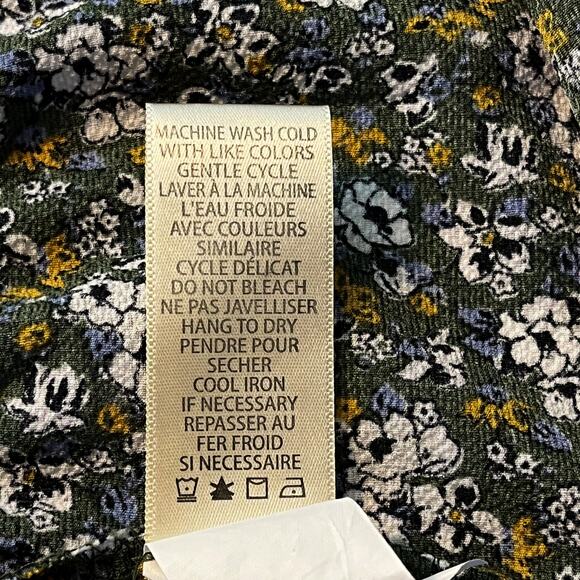 MACHINE WASH COLD
WITH LIKE COLORS
GENTLE CYCLE
LAVER À LA MACHINE
L'EAU FROIDE
AVEC COULEURS
SIMILAIRE
CYCLE DÉLICAT
DO NOT BLEACH
NE PAS JAVELLISER
HANG TO DRY
PENDRE POUR
SECHER
COOL IRON
IF NECESSARY
REPASSER AU
FER FROID
SI NECESSAIRE